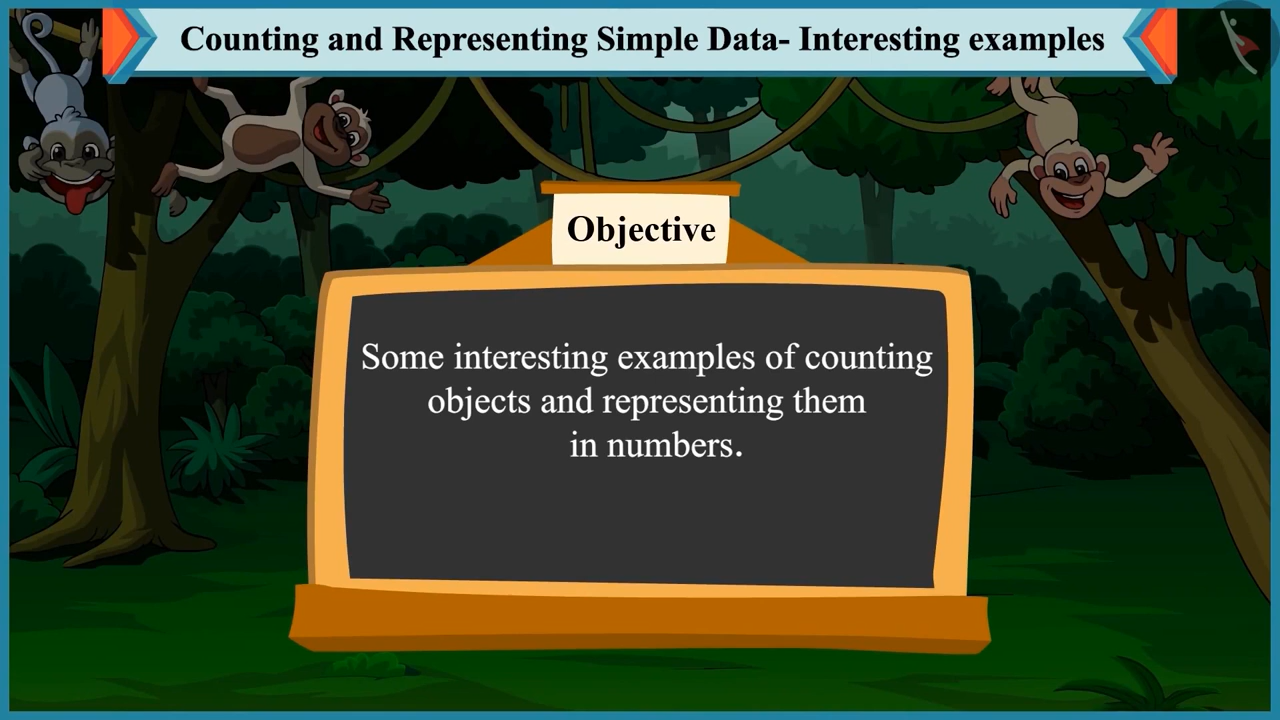 Counting and Representing Simple Data- Interesting examples
Objective
Some interesting examples of counting
objects and representing them
in numbers.